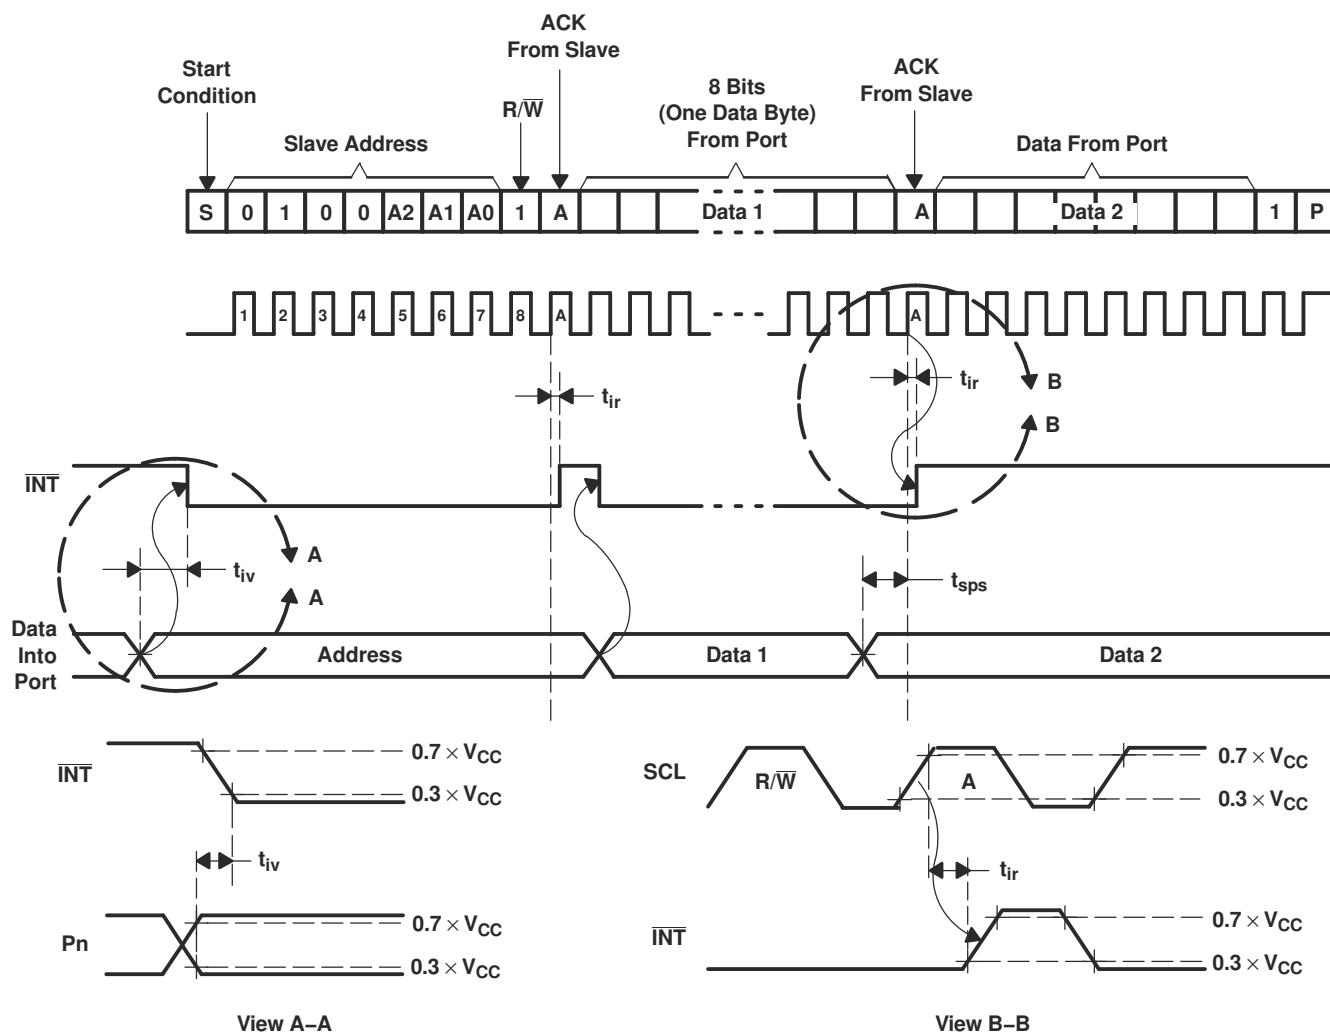 ACK
From Slave
Start
Condition
R/W̅
8 Bits
(One Data Byte)
From Port
ACK
From Slave
Slave Address
Data From Port
S 0 1 0 0 A2 A1 A0 1 A Data 1 A Data 2 1 P
1 2 3 4 5 6 7 8 A A
t_ir
t_ir
B
B
I̅N̅T̅
t_iv
A
A
t_sps
Data
Into
Port
Address
Data 1
Data 2
I̅N̅T̅
0.7 × V_CC
0.3 × V_CC
t_iv
Pn
0.7 × V_CC
0.3 × V_CC
View A–A
SCL
R/W̅
A
0.7 × V_CC
0.3 × V_CC
t_ir
I̅N̅T̅
0.7 × V_CC
0.3 × V_CC
View B–B